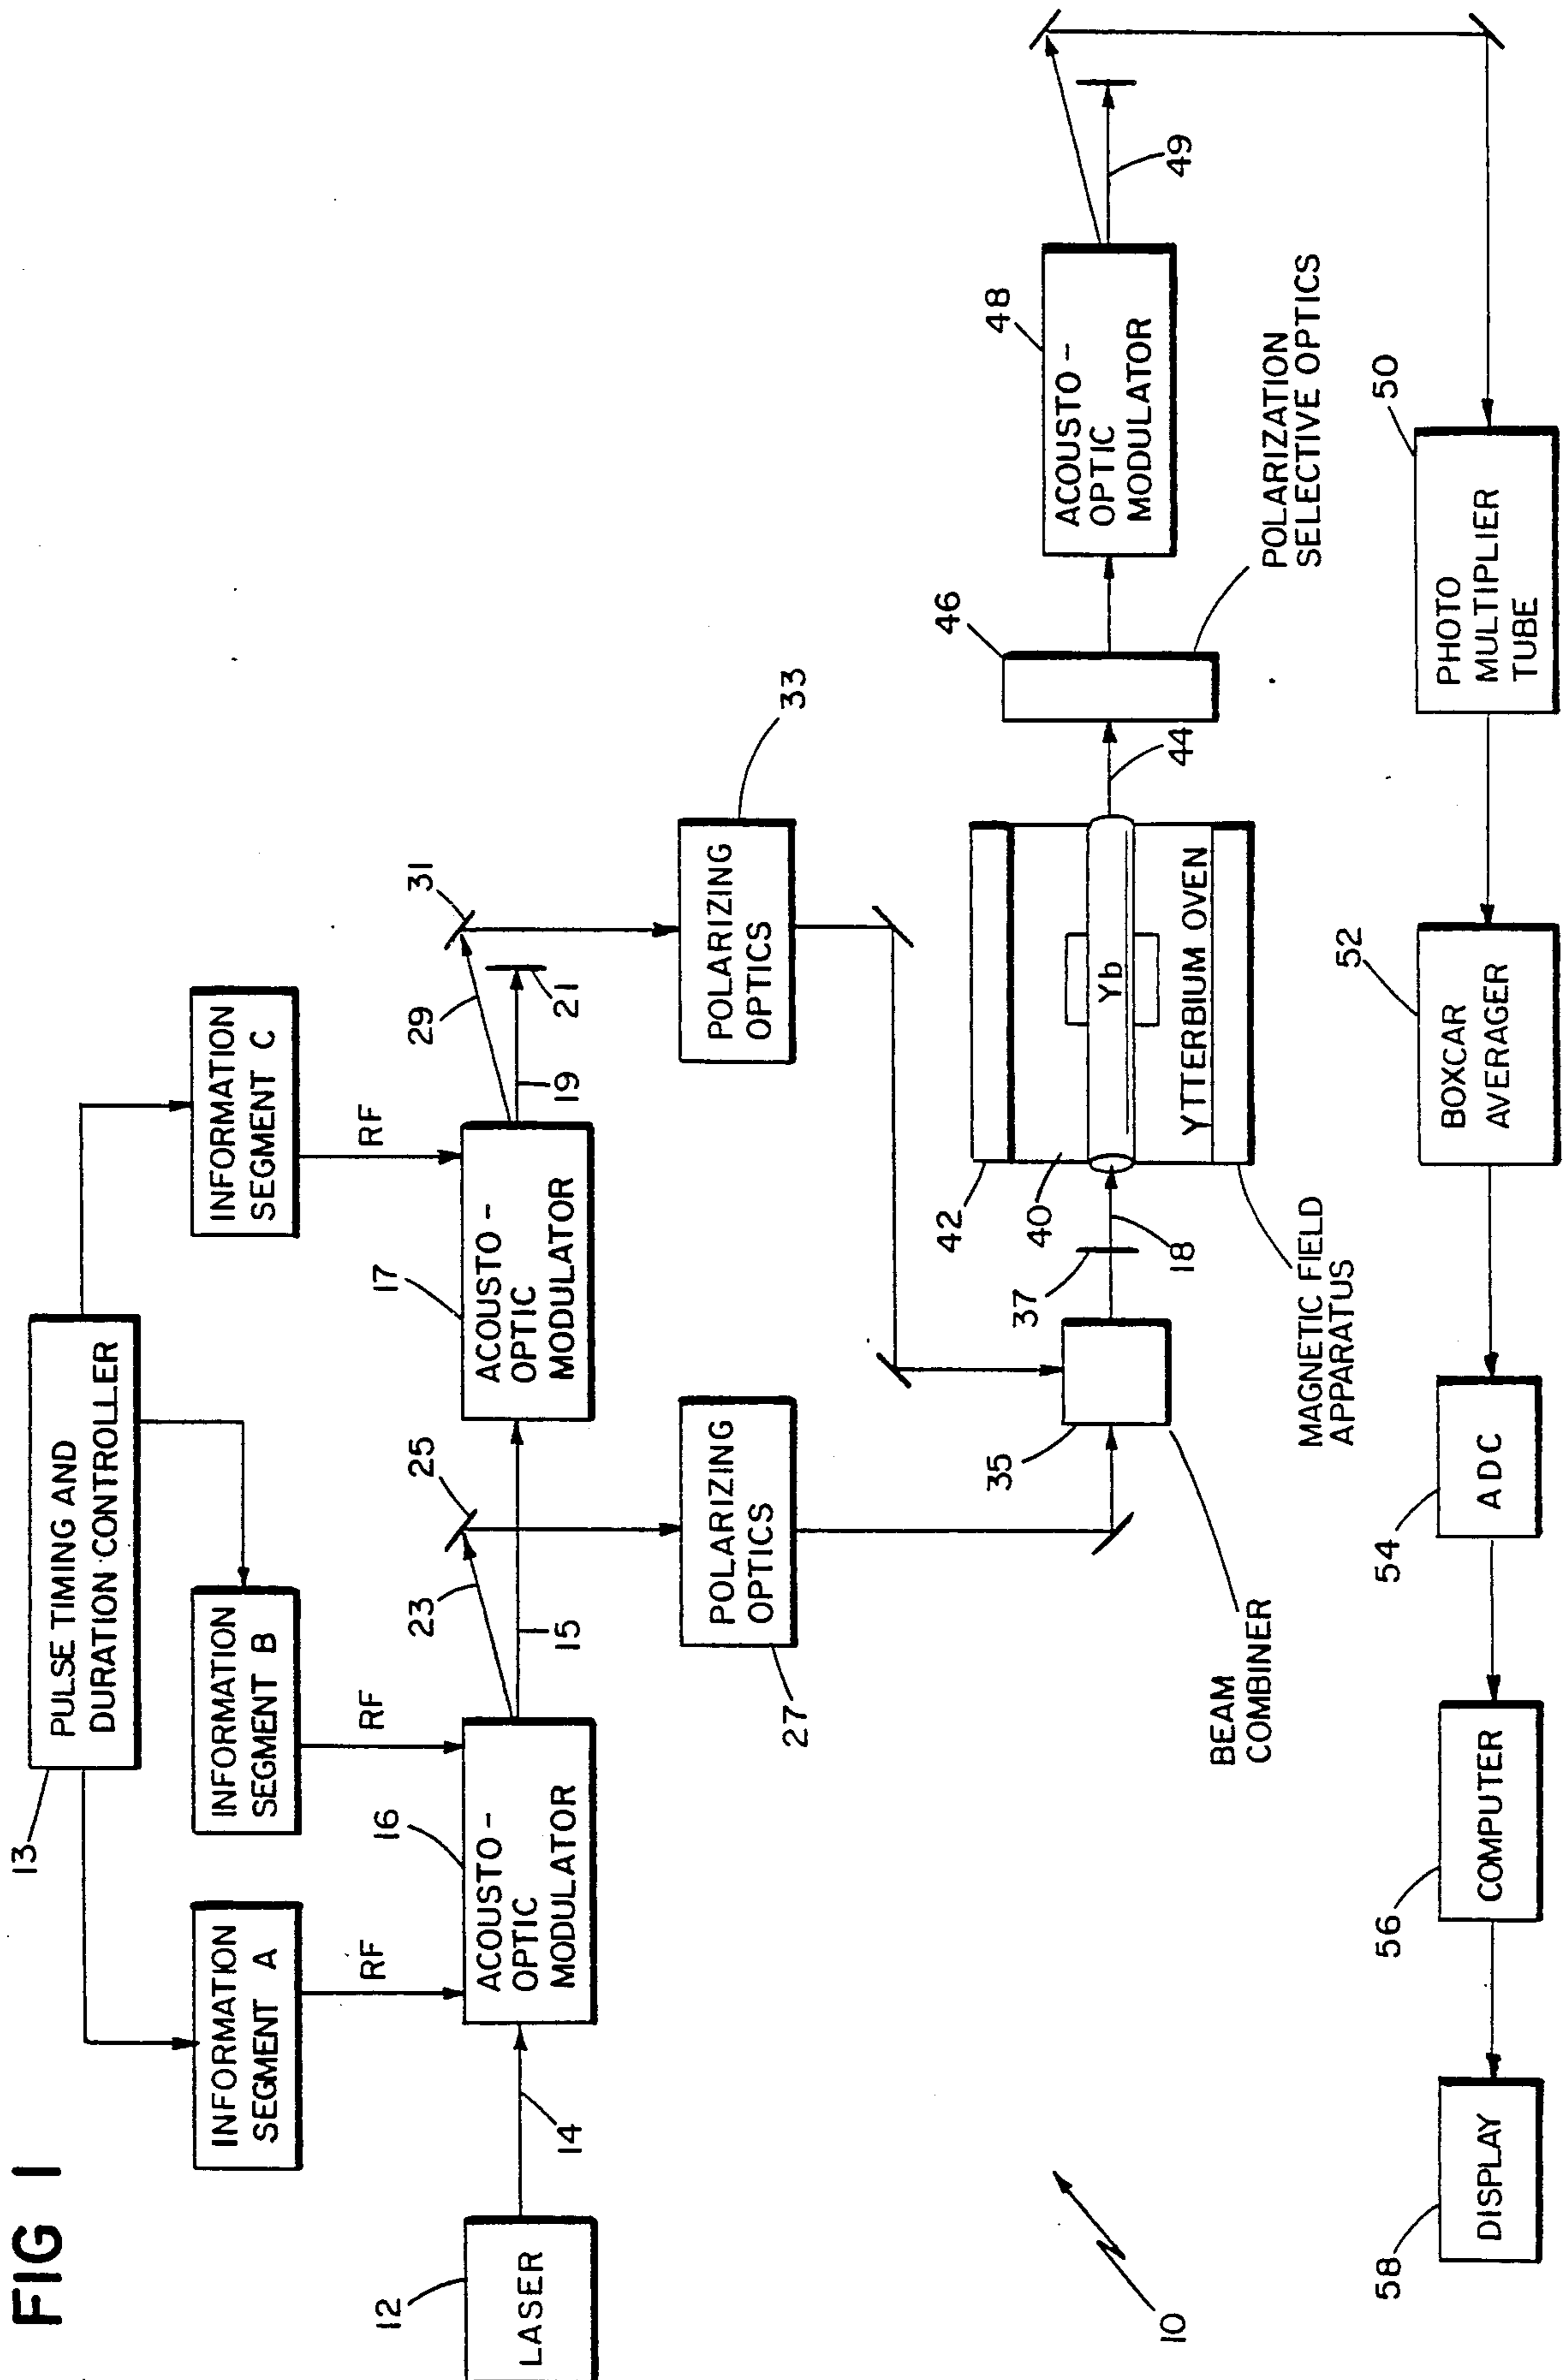 FIG 1
13
PULSE TIMING AND
DURATION CONTROLLER
INFORMATION
SEGMENT A
INFORMATION
SEGMENT B
INFORMATION
SEGMENT C
RF
RF
RF
12
LASER
14
16
ACOUSTO-
OPTIC
MODULATOR
23
25
15
17
ACOUSTO-
OPTIC
MODULATOR
29
31
19
21
27
POLARIZING
OPTICS
33
POLARIZING
OPTICS
BEAM
COMBINER
35
37
18
42
40
Yb
YTTERBIUM OVEN
MAGNETIC FIELD
APPARATUS
44
46
POLARIZATION
SELECTIVE OPTICS
48
ACOUSTO-
OPTIC
MODULATOR
49
10
58
DISPLAY
56
COMPUTER
54
ADC
52
BOXCAR
AVERAGER
50
PHOTO
MULTIPLIER
TUBE